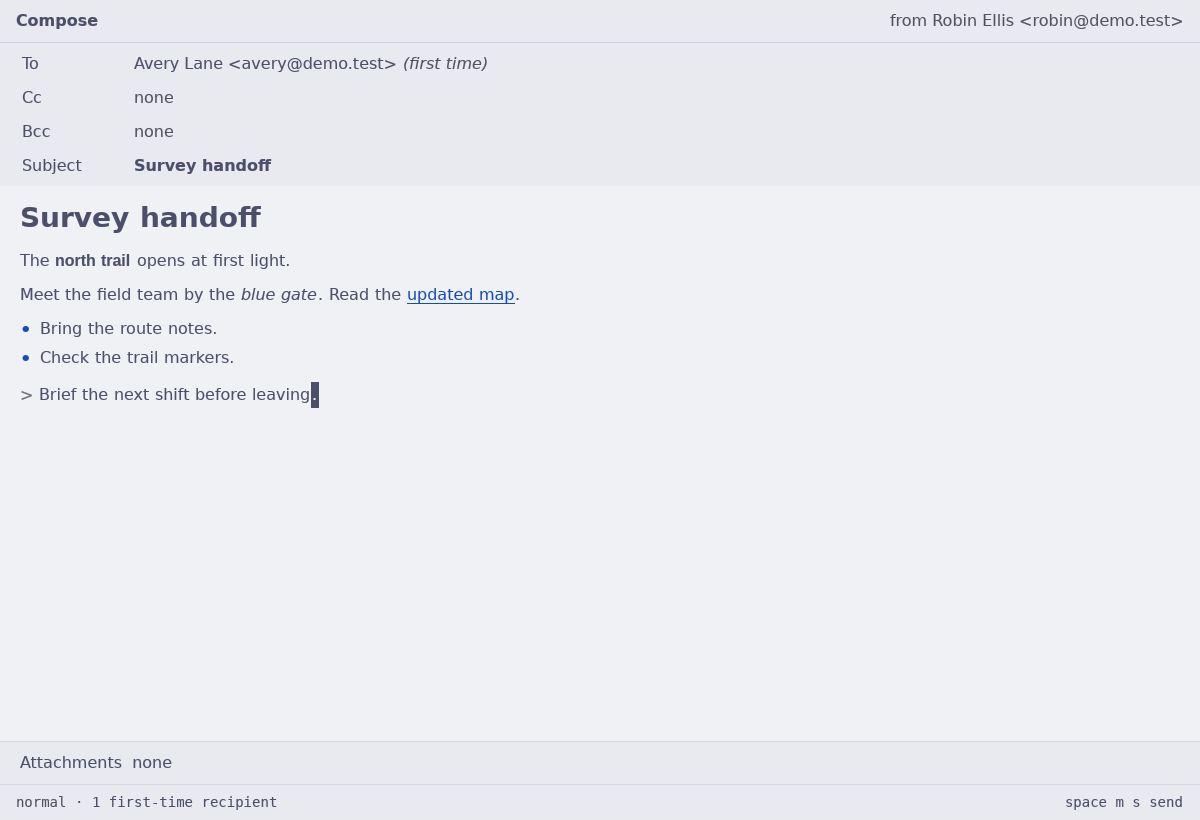 Compose
from Robin Ellis <robin@demo.test>
To Avery Lane <avery@demo.test> (first time)
Cc none
Bcc none
Subject Survey handoff
Survey handoff
The north trail opens at first light.
Meet the field team by the blue gate. Read the updated map.
• Bring the route notes.
• Check the trail markers.
> Brief the next shift before leaving.
Attachments none
normal · 1 first-time recipient
space m s send